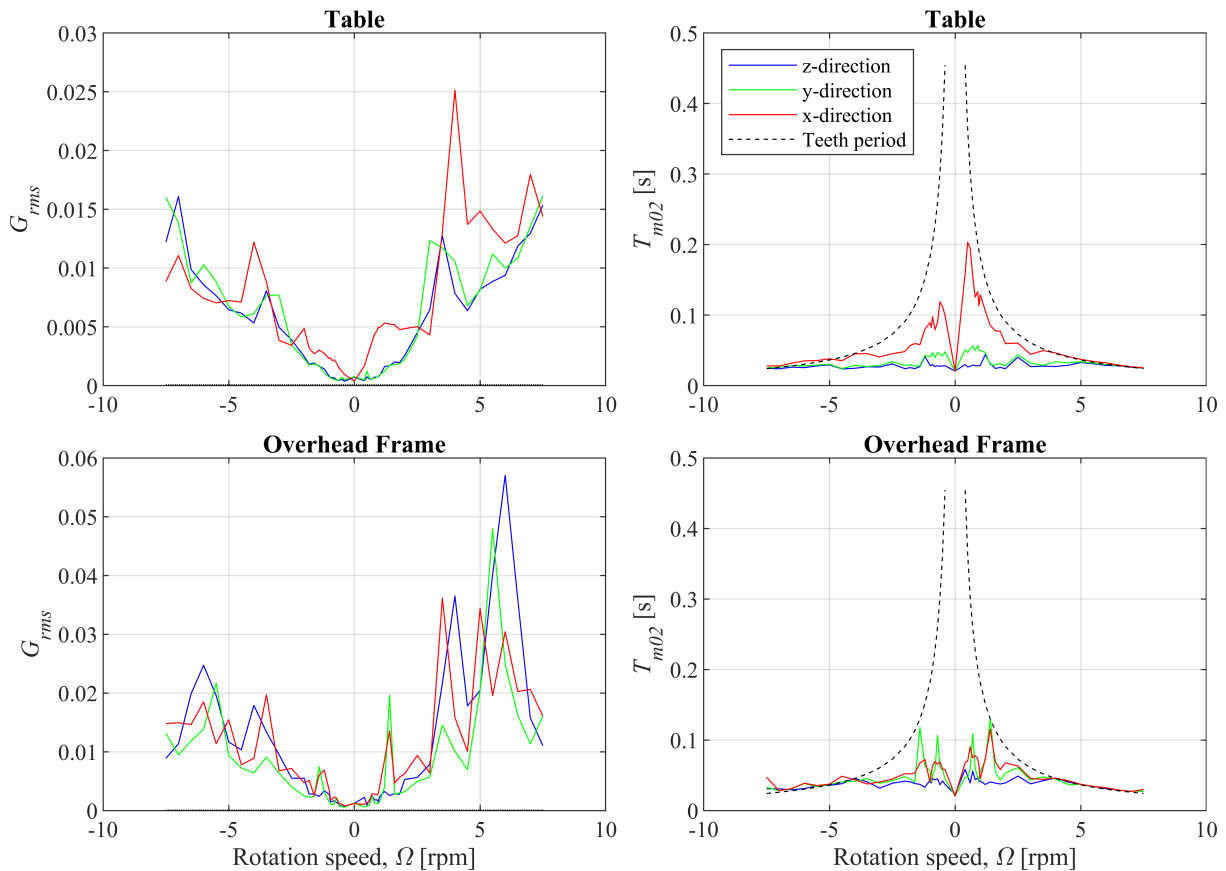 Table
0.03
0.025
0.02
0.015
0.01
0.005
0
-10 -5 0 5 10
G_rms
Table
0.5
0.4
0.3
0.2
0.1
0
-10 -5 0 5 10
T_m02 [s]
z-direction
y-direction
x-direction
Teeth period
Overhead Frame
0.06
0.05
0.04
0.03
0.02
0.01
0
-10 -5 0 5 10
G_rms
Rotation speed, Ω [rpm]
Overhead Frame
0.5
0.4
0.3
0.2
0.1
0
-10 -5 0 5 10
T_m02 [s]
Rotation speed, Ω [rpm]